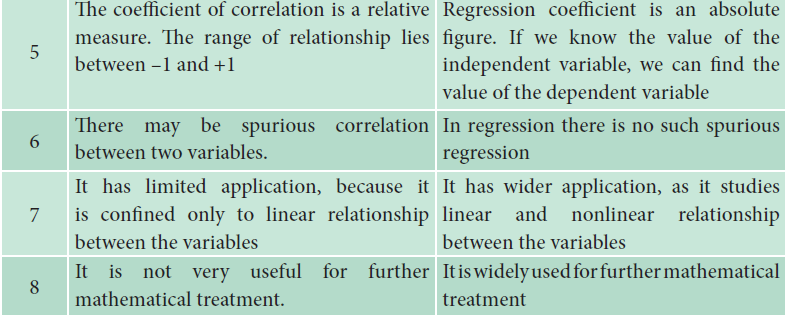 5
The coefficient of correlation is a relative
measure. The range of relationship lies
between –1 and +1
Regression coefficient is an absolute
figure. If we know the value of the
independent variable, we can find the
value of the dependent variable
6
There may be spurious correlation
between two variables.
In regression there is no such spurious
regression
7
It has limited application, because it
is confined only to linear relationship
between the variables
It has wider application, as it studies
linear and nonlinear relationship
between the variables
8
It is not very useful for further
mathematical treatment.
It is widely used for further mathematical
treatment